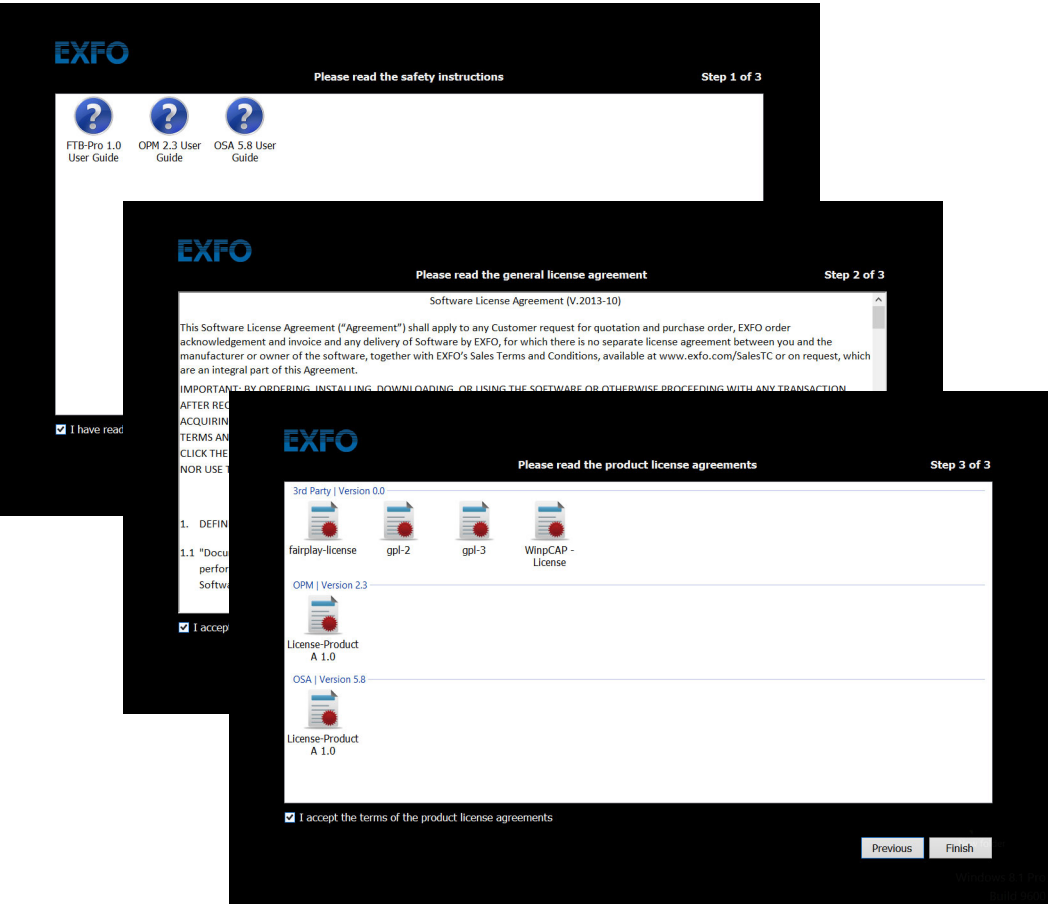 EXFO
Please read the safety instructions
Step 1 of 3
FTB-Pro 1.0
User Guide
OPM 2.3 User
Guide
OSA 5.8 User
Guide
I have read
EXFO
Please read the general license agreement
Step 2 of 3
Software License Agreement (V.2013-10)
This Software License Agreement (“Agreement”) shall apply to any Customer request for quotation and purchase order, EXFO order
acknowledgement and invoice and any delivery of Software by EXFO, for which there is no separate license agreement between you and the
manufacturer or owner of the software, together with EXFO's Sales Terms and Conditions, available at www.exfo.com/SalesTC or on request, which
are an integral part of this Agreement.
IMPORTANT: BY ORDERING, INSTALLING, DOWNLOADING, OR USING THE SOFTWARE OR OTHERWISE PROCEEDING WITH ANY TRANSACTION
AFTER REC
ACQUIRIN
TERMS AN
CLICK THE
NOR USE T
1. DEFIN
1.1 "Docu
perfor
Softwa
I accept
EXFO
Please read the product license agreements
Step 3 of 3
3rd Party | Version 0.0
fairplay-license
gpl-2
gpl-3
WinpCAP -
License
OPM | Version 2.3
License-Product
A 1.0
OSA | Version 5.8
License-Product
A 1.0
I accept the terms of the product license agreements
Previous
Finish
Windows 8.1 Pro